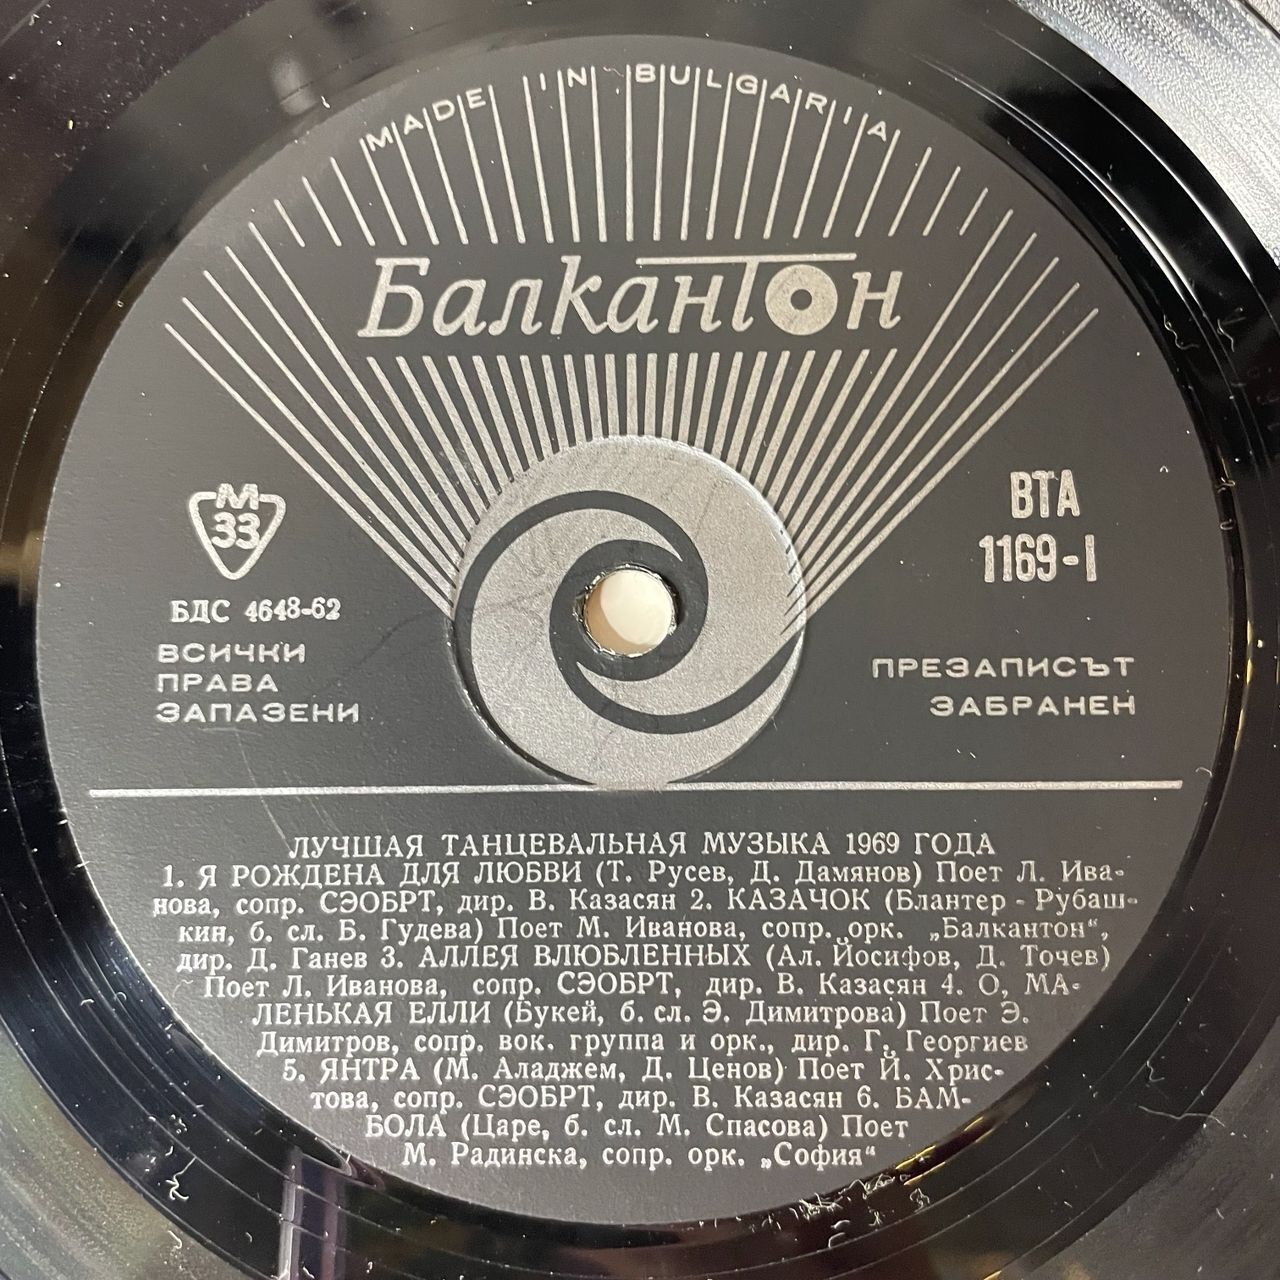 MADE IN BULGARIA
Балкантон
М
33
БДС 4648-62
ВСИЧКИ
ПРАВА
ЗАПАЗЕНИ
ВТА
1169-I
ПРЕЗАПИСЪТ
ЗАБРАНЕН
ЛУЧШАЯ ТАНЦЕВАЛЬНАЯ МУЗЫКА 1969 ГОДА
1. Я РОЖДЕНА ДЛЯ ЛЮБВИ (Т. Русев, Д. Дамянов) Поет Л. Ива-
нова, сопр. СЭОБРТ, дир. В. Казасян 2. КАЗАЧОК (Блантер - Рубаш-
кин, б. сл. Б. Гудева) Поет М. Иванова, сопр. орк. „Балкантон“,
дир. Д. Ганев 3. АЛЛЕЯ ВЛЮБЛЕННЫХ (Ал. Йосифов, Д. Точев)
Поет Л. Иванова, сопр. СЭОБРТ, дир. В. Казасян 4. О, МА-
ЛЕНЬКАЯ ЕЛЛИ (Букей, б. сл. Э. Димитрова) Поет Э.
Димитров, сопр. вок. группа и орк., дир. Г. Георгиев
5. ЯНТРА (М. Аладжем, Д. Ценов) Поет Й. Хрис-
това, сопр. СЭОБРТ, дир. В. Казасян 6. БАМ-
БОЛА (Царе, б. сл. М. Спасова) Поет
М. Радинска, сопр. орк. „София“